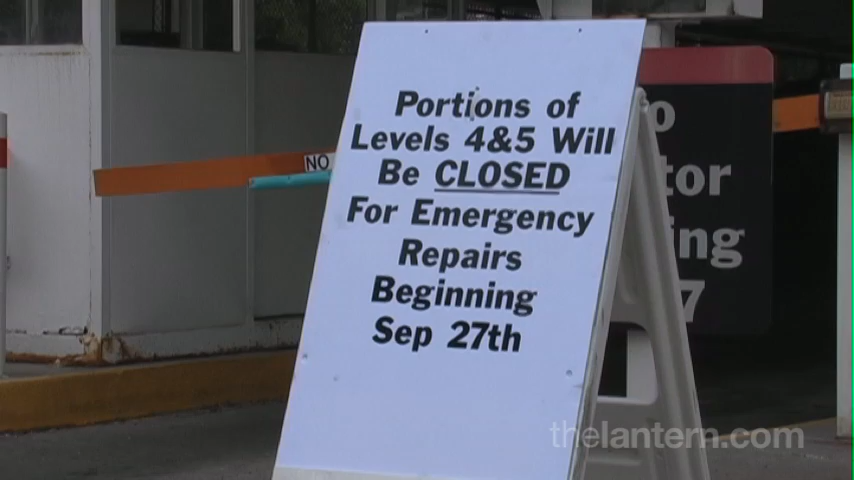 Portions of
Levels 4&5 Will
Be CLOSED
For Emergency
Repairs
Beginning
Sep 27th
NO
thelantern.com